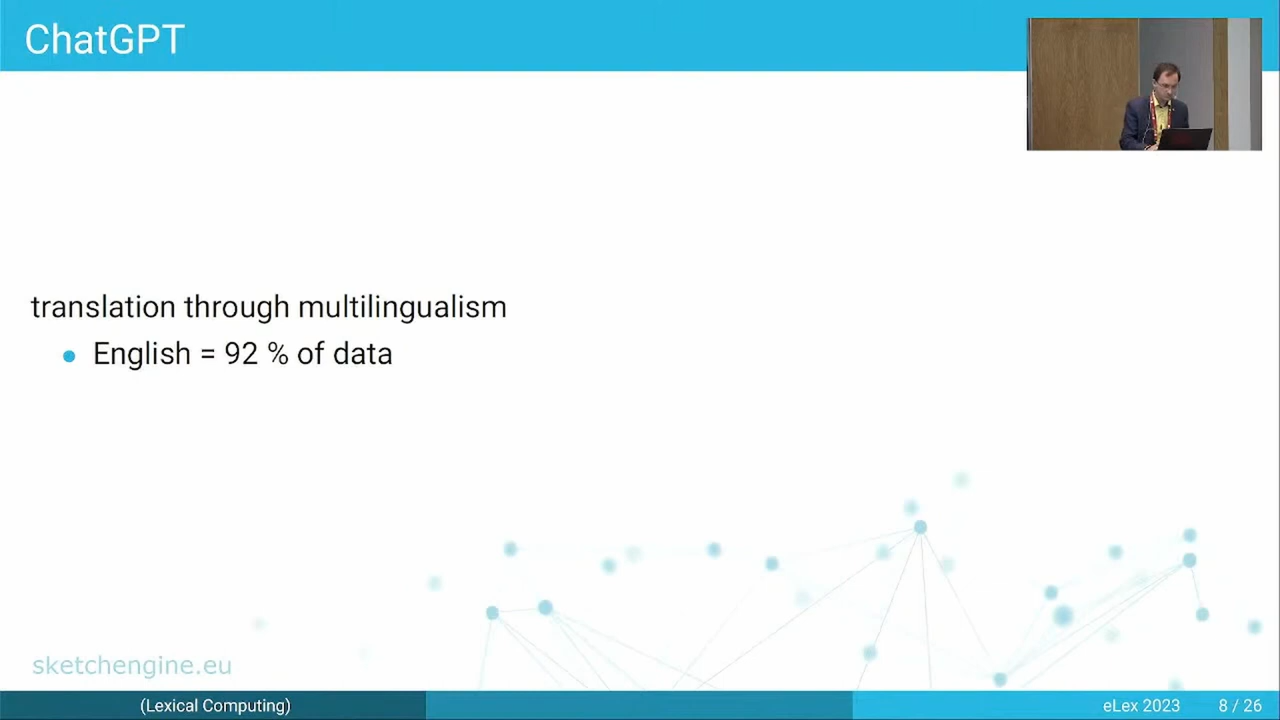 ChatGPT
translation through multilingualism
English = 92 % of data
sketchengine.eu
(Lexical Computing)
eLex 2023
8 / 26